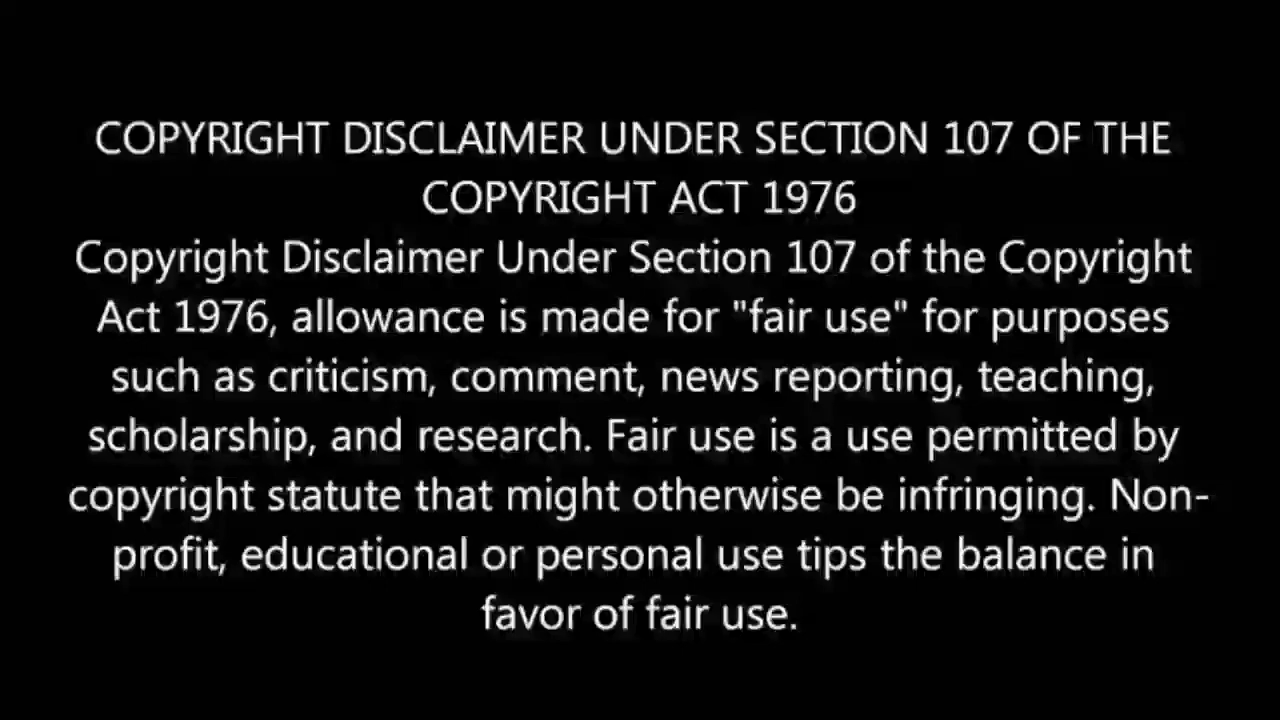 COPYRIGHT DISCLAIMER UNDER SECTION 107 OF THE
COPYRIGHT ACT 1976
Copyright Disclaimer Under Section 107 of the Copyright
Act 1976, allowance is made for "fair use" for purposes
such as criticism, comment, news reporting, teaching,
scholarship, and research. Fair use is a use permitted by
copyright statute that might otherwise be infringing. Non-
profit, educational or personal use tips the balance in
favor of fair use.